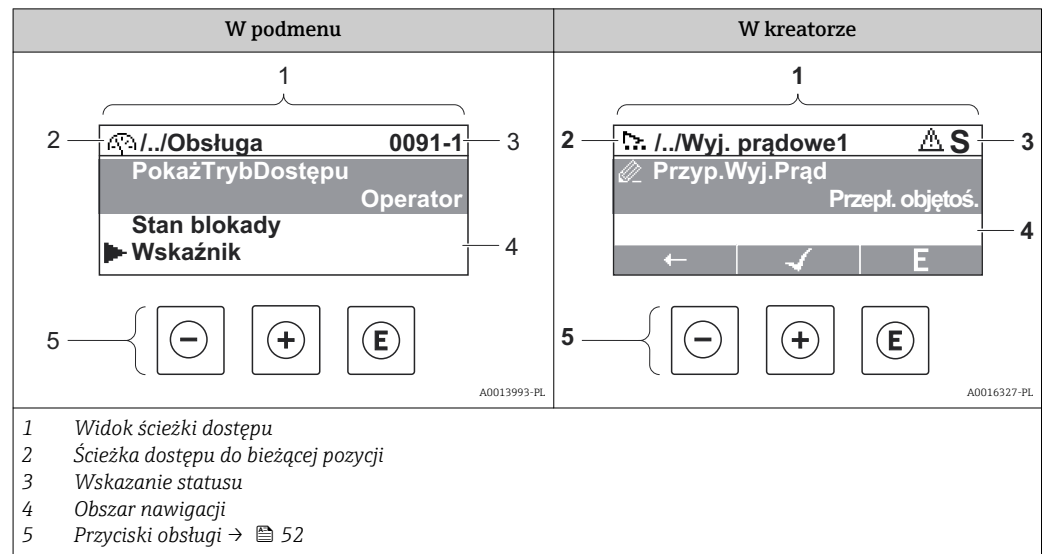 W podmenu
W kreatorze
1
2
/../Obsługa 0091-1
3
PokażTrybDostępu
Operator
Stan blokady
Wskaźnik
4
5
E
A0013993-PL
1
2
/../Wyj. prądowe1 S
3
Przyp.Wyj.Prąd
Przepł. objętoś.
4
E
5
E
A0016327-PL
1 Widok ścieżki dostępu
2 Ścieżka dostępu do bieżącej pozycji
3 Wskazanie statusu
4 Obszar nawigacji
5 Przyciski obsługi → 52